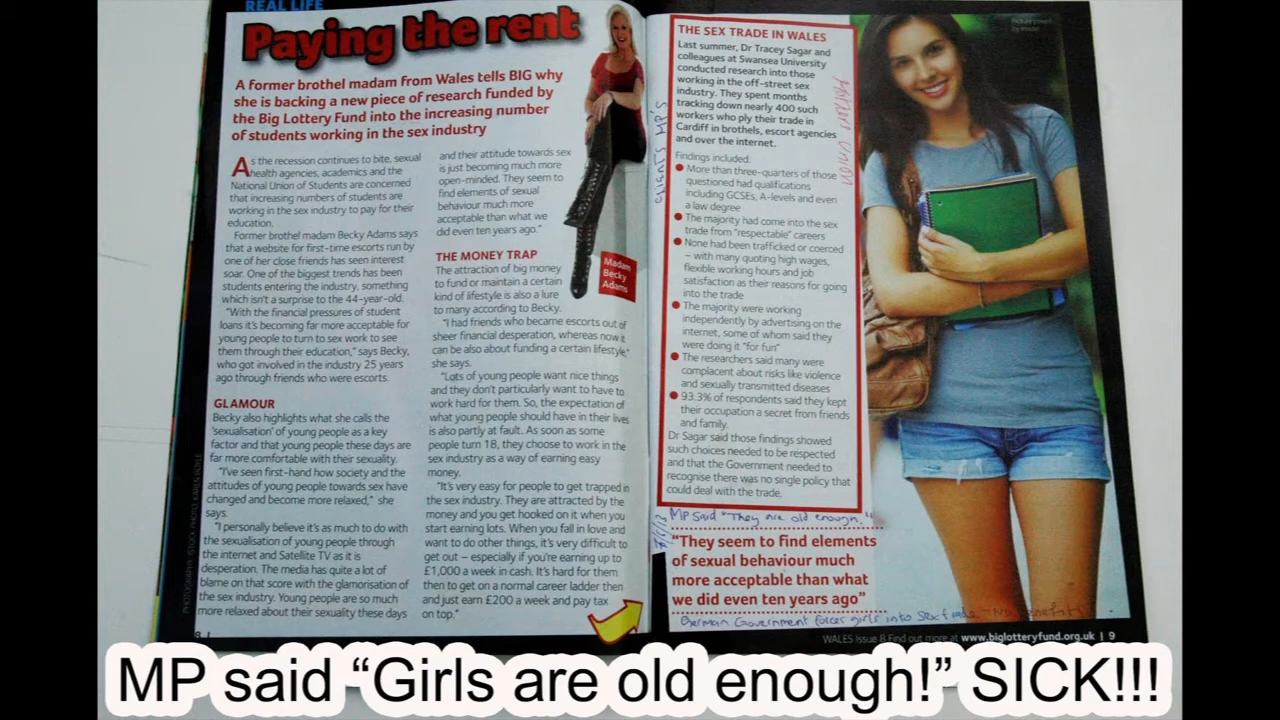 REAL LIFE
Paying the rent
A former brothel madam from Wales tells BIG why
she is backing a new piece of research funded by
the Big Lottery Fund into the increasing number
of students working in the sex industry
As the recession continues to bite, sexual
health agencies, academics and the
National Union of Students are concerned
that increasing numbers of students are
working in the sex industry to pay for their
education.
Former brothel madam Becky Adams says
that a website for first-time escorts run by
one of her close friends has seen interest
soar. One of the biggest trends has been
students entering the industry, something
which isn't a surprise to the 44-year-old.
"With the financial pressures of student
loans it's becoming far more acceptable for
young people to turn to sex work to see
them through their education," says Becky,
who got involved in the industry 25 years
ago through friends who were escorts.
GLAMOUR
Becky also highlights what she calls the
'sexualisation' of young people as a key
factor and that young people these days are
far more comfortable with their sexuality.
"I've seen first-hand how society and the
attitudes of young people towards sex have
changed and become more relaxed," she
says.
"I personally believe it's as much to do with
the sexualisation of young people through
the internet and Satellite TV as it is
desperation. The media has quite a lot of
blame on that score with the glamorisation of
the sex industry. Young people are so much
more relaxed about their sexuality these days
and their attitude towards sex
is just becoming much more
open-minded. They seem to
find elements of sexual
behaviour much more
acceptable than what we
did even ten years ago."
THE MONEY TRAP
The attraction of big money
to fund or maintain a certain
kind of lifestyle is also a lure
to many according to Becky.
"I had friends who became escorts out of
sheer financial desperation, whereas now it
can be also about funding a certain lifestyle,"
she says.
"Lots of young people want nice things
and they don't particularly want to have to
work hard for them. So, the expectation of
what young people should have in their lives
is also partly at fault. As soon as some
people turn 18, they choose to work in the
sex industry as a way of earning easy
money.
"It's very easy for people to get trapped in
the sex industry. They are attracted by the
money and you get hooked on it when you
start earning lots. When you fall in love and
want to do other things, it's very difficult to
get out – especially if you're earning up to
£1,000 a week in cash. It's hard for them
then to get on a normal career ladder then
and just earn £200 a week and pay tax
on top."
Madam
Becky
Adams
8 |
CLIENTS MP'S
THE SEX TRADE IN WALES
Last summer, Dr Tracey Sagar and
colleagues at Swansea University
conducted research into those
working in the off-street sex
industry. They spent months
tracking down nearly 400 such
workers who ply their trade in
Cardiff in brothels, escort agencies
and over the internet.
Findings included:
● More than three-quarters of those
questioned had qualifications
including GCSEs, A-levels and even
a law degree
● The majority had come into the sex
trade from "respectable" careers
● None had been trafficked or coerced
– with many quoting high wages,
flexible working hours and job
satisfaction as their reasons for going
into the trade
● The majority were working
independently by advertising on the
internet, some of whom said they
were doing it "for fun"
● The researchers said many were
complacent about risks like violence
and sexually transmitted diseases
● 93.3% of respondents said they kept
their occupation a secret from friends
and family.
Dr Sagar said those findings showed
such choices needed to be respected
and that the Government needed to
recognise there was no single policy that
could deal with the trade.
Union
Picture posed
by model
MP said "They are old enough."
"They seem to find elements
of sexual behaviour much
more acceptable than what
we did even ten years ago"
German Government forces girls into sex trade - No benefits
WALES Issue 8 Find out more at www.biglotteryfund.org.uk | 9
MP said “Girls are old enough!” SICK!!!